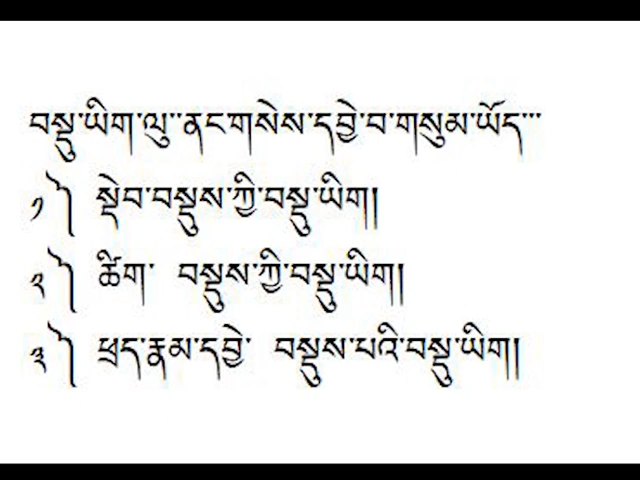 བསྡུ་ཡིག་ལུ་་ནང་གསེས་དབྱེ་བ་གསུམ་ཡོད་་་
༡༽ སྡེབ་བསྡུས་ཀྱི་བསྡུ་ཡིག།
༢༽ ཚིག་ བསྡུས་ཀྱི་བསྡུ་ཡིག།
༣༽ ཕྲད་རྣམ་དབྱེ་ བསྡུས་པའི་བསྡུ་ཡིག།